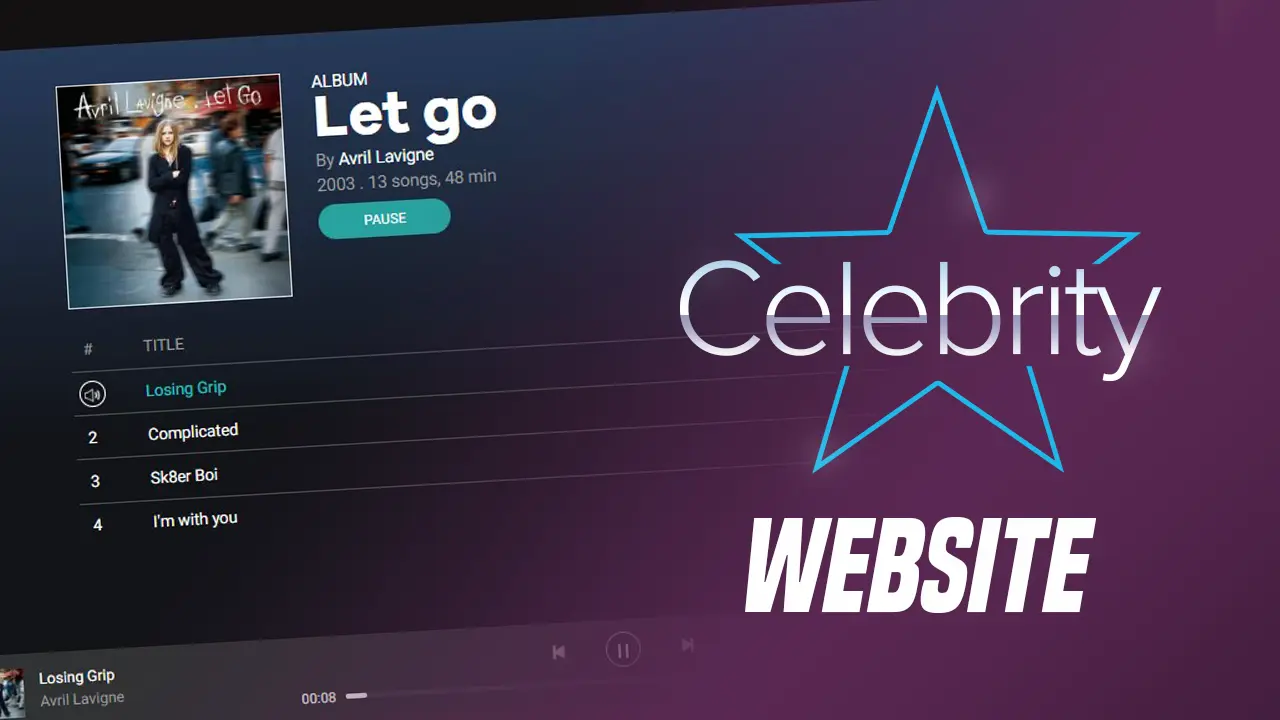 Avril Lavigne . Let Go
ALBUM
Let go
By Avril Lavigne
2003 . 13 songs, 48 min
PAUSE
# TITLE
Losing Grip
2 Complicated
3 Sk8er Boi
4 I'm with you
Losing Grip
Avril Lavigne
00:08
Celebrity
WEBSITE